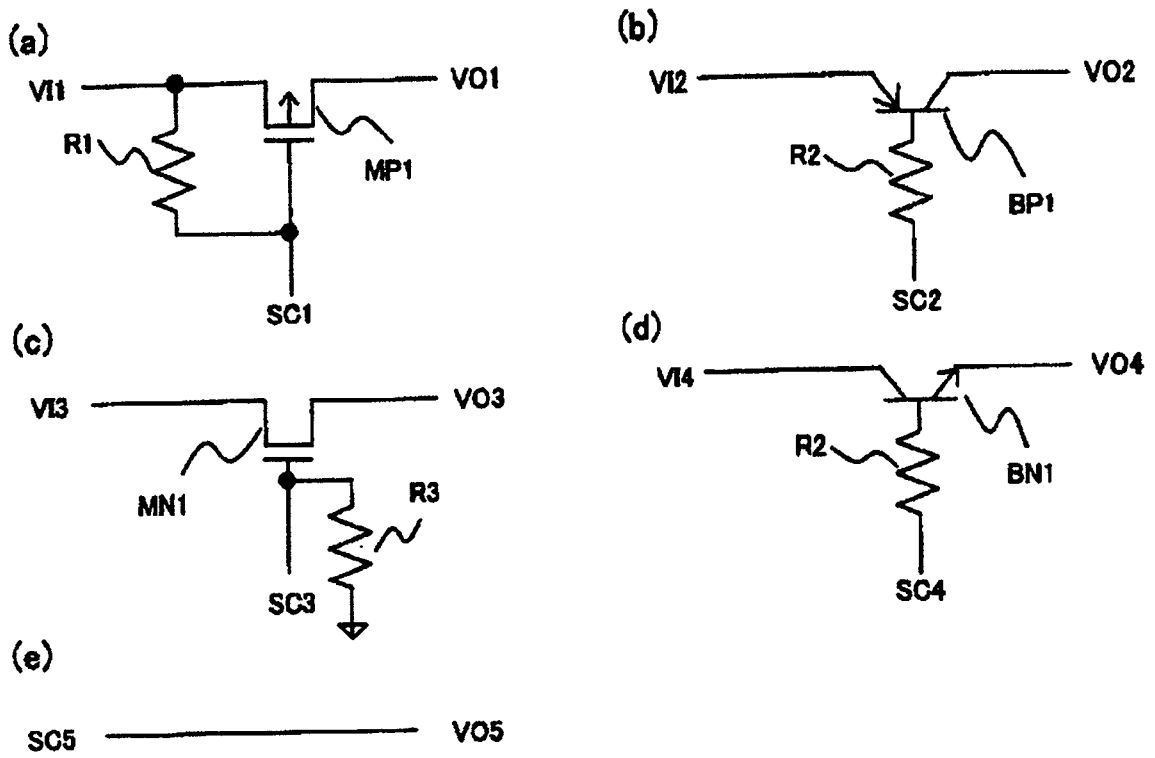 (a)
VI1
VO1
R1
MP1
SC1
(b)
VI2
VO2
R2
BP1
SC2
(c)
VI3
VO3
MN1
R3
SC3
(d)
VI4
VO4
R2
BN1
SC4
(e)
SC5
VO5